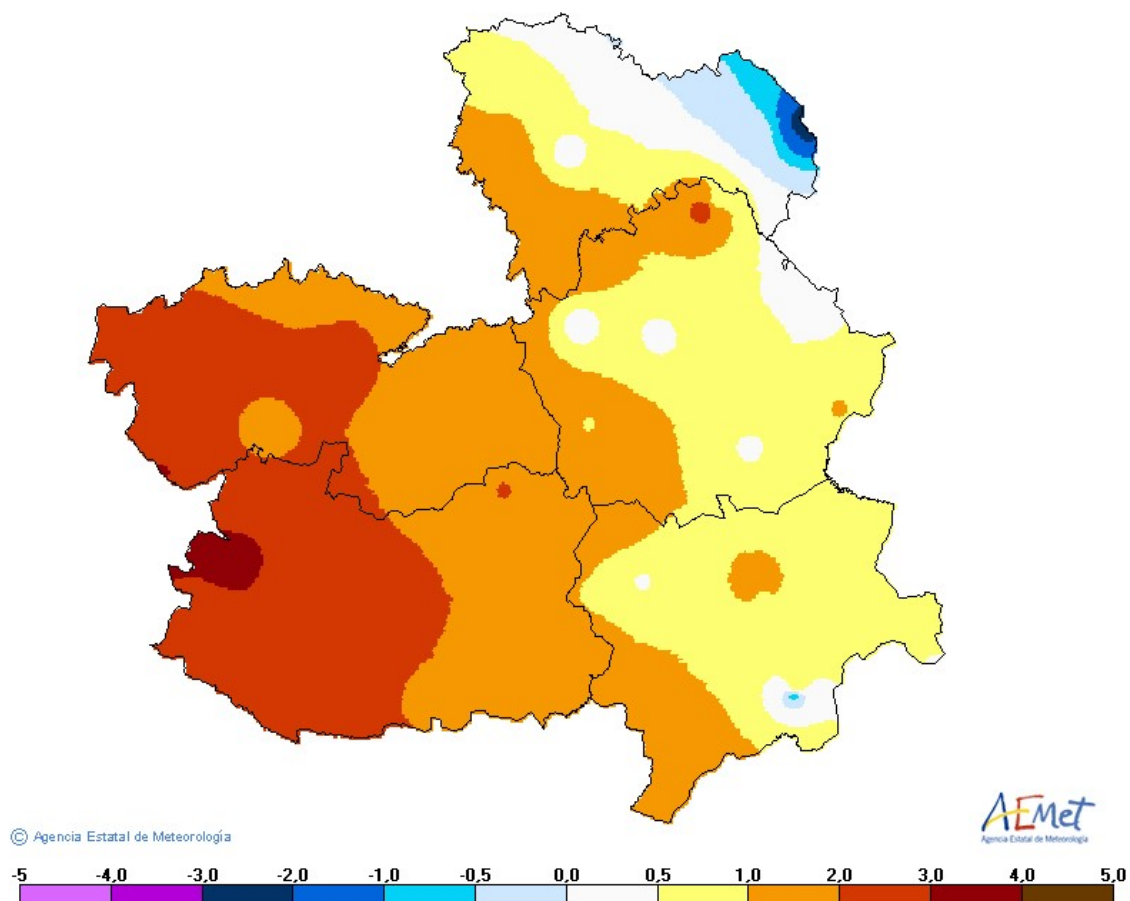 © Agencia Estatal de Meteorología
AEMet
Agencia Estatal de Meteorología
-5 -4,0 -3,0 -2,0 -1,0 -0,5 0,0 0,5 1,0 2,0 3,0 4,0 5,0